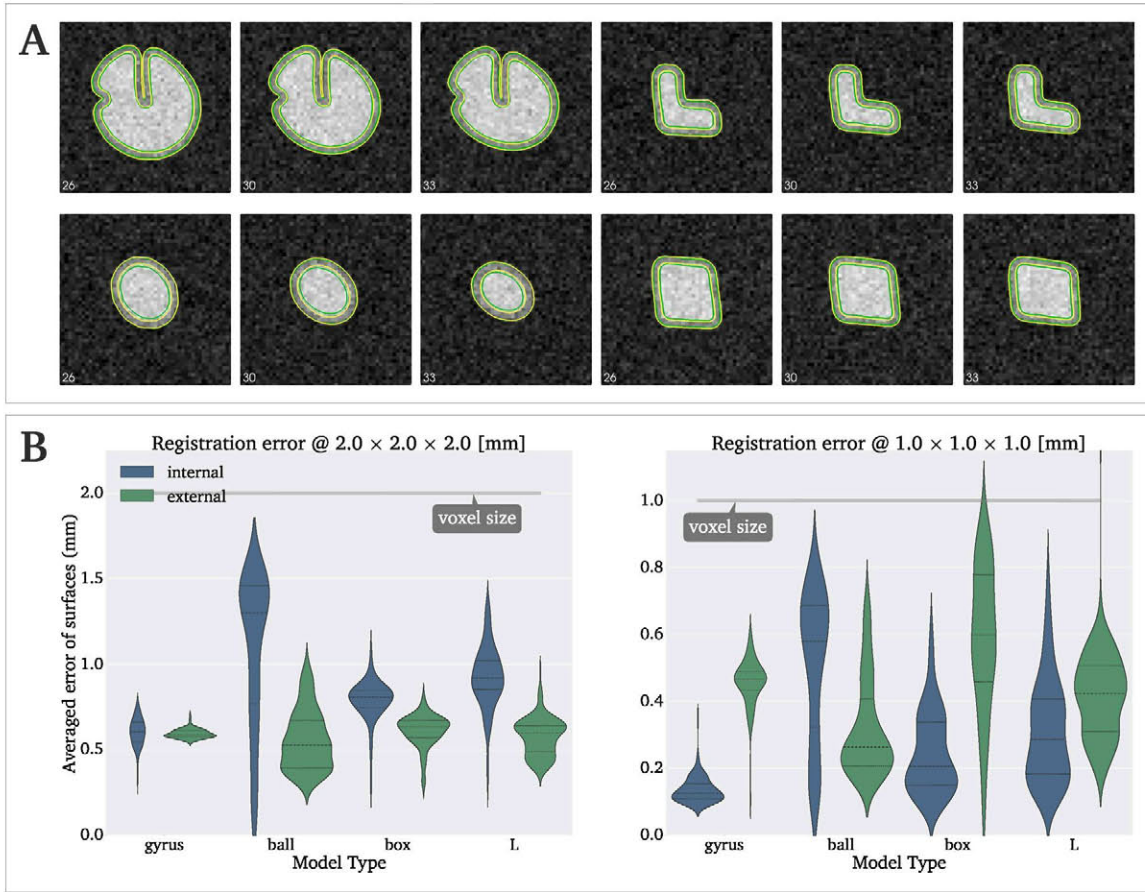 A
26 30 33 26 30 33
26 30 33 26 30 33
B
Registration error @ 2.0 × 2.0 × 2.0 [mm]
internal
external
voxel size
2.0
1.5
1.0
0.5
0.0
Averaged error of surfaces (mm)
gyrus ball box L
Model Type
Registration error @ 1.0 × 1.0 × 1.0 [mm]
voxel size
1.0
0.8
0.6
0.4
0.2
0.0
gyrus ball box L
Model Type